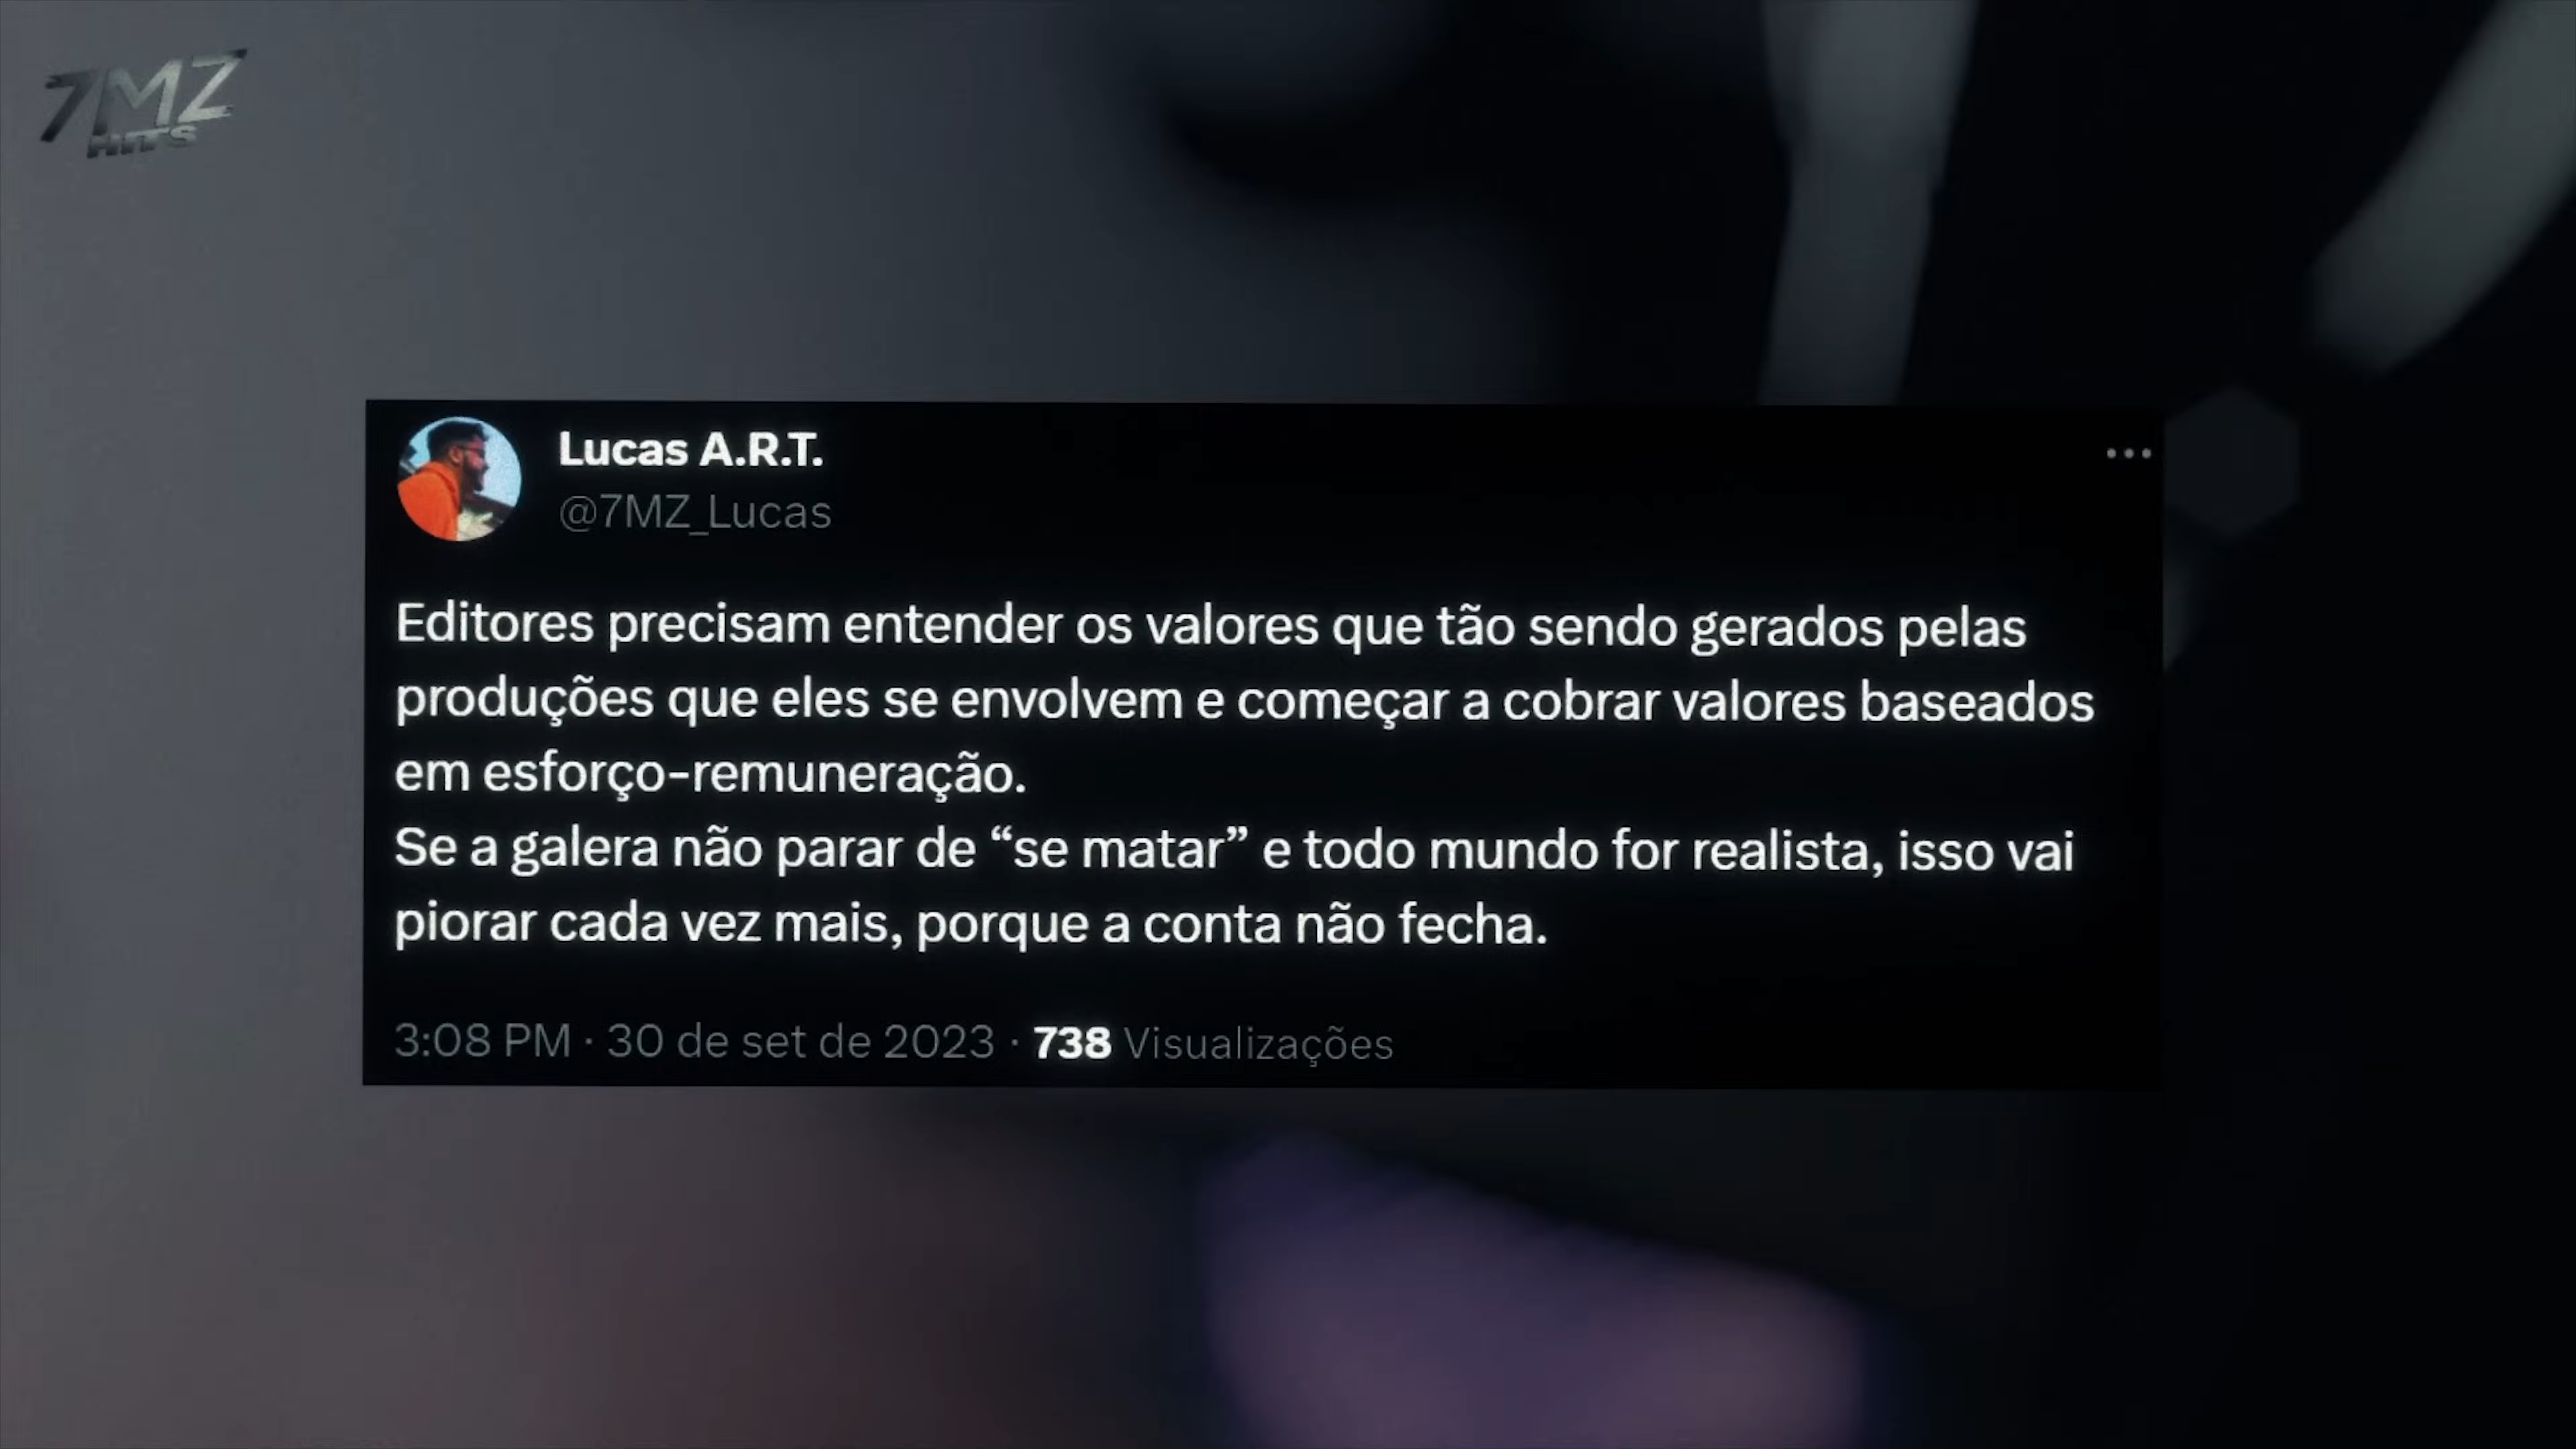 7MZ
HITS
Lucas A.R.T.
@7MZ_Lucas
Editores precisam entender os valores que tão sendo gerados pelas
produções que eles se envolvem e começar a cobrar valores baseados
em esforço-remuneração.
Se a galera não parar de “se matar” e todo mundo for realista, isso vai
piorar cada vez mais, porque a conta não fecha.
3:08 PM · 30 de set de 2023 · 738 Visualizações